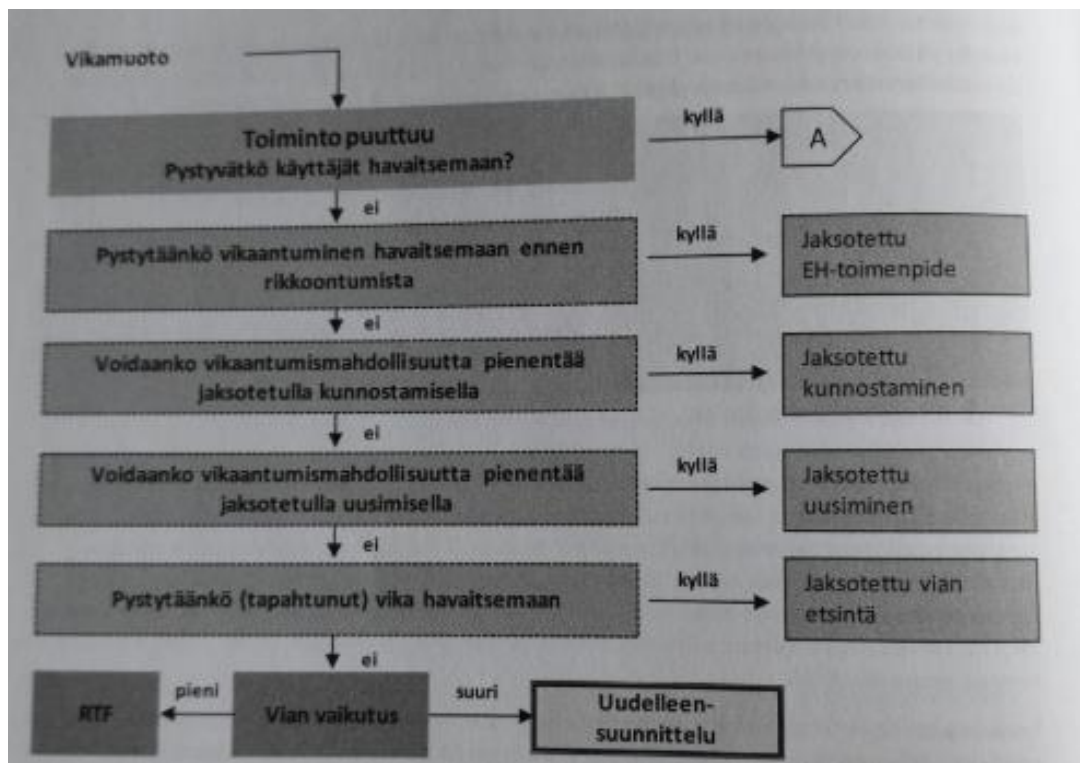 Vikamuoto
Toiminto puuttuu
Pystyvätkö käyttäjät havaitsemaan?
kyllä
A
ei
Pystytäänkö vikaantuminen havaitsemaan ennen
rikkoontumista
kyllä
Jaksotettu
EH-toimenpide
ei
Voidaanko vikaantumismahdollisuutta pienentää
jaksotetulla kunnostamisella
kyllä
Jaksotettu
kunnostaminen
ei
Voidaanko vikaantumismahdollisuutta pienentää
jaksotetulla uusimisella
kyllä
Jaksotettu
uusiminen
ei
Pystytäänkö (tapahtunut) vika havaitsemaan
kyllä
Jaksotettu vian
etsintä
ei
RTF
pieni
Vian vaikutus
suuri
Uudelleen-
suunnittelu